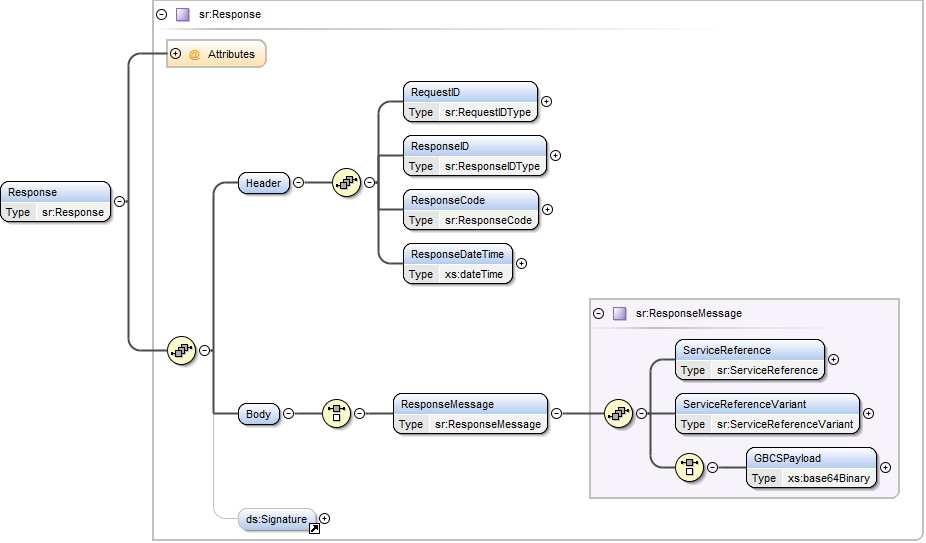 sr:Response
@ Attributes
RequestID
Type sr:RequestIDType
ResponseID
Type sr:ResponseIDType
Header
Response
Type sr:Response
ResponseCode
Type sr:ResponseCode
ResponseDateTime
Type xs:dateTime
sr:ResponseMessage
ServiceReference
Type sr:ServiceReference
Body
ResponseMessage
Type sr:ResponseMessage
ServiceReferenceVariant
Type sr:ServiceReferenceVariant
GBCSPayload
Type xs:base64Binary
ds:Signature